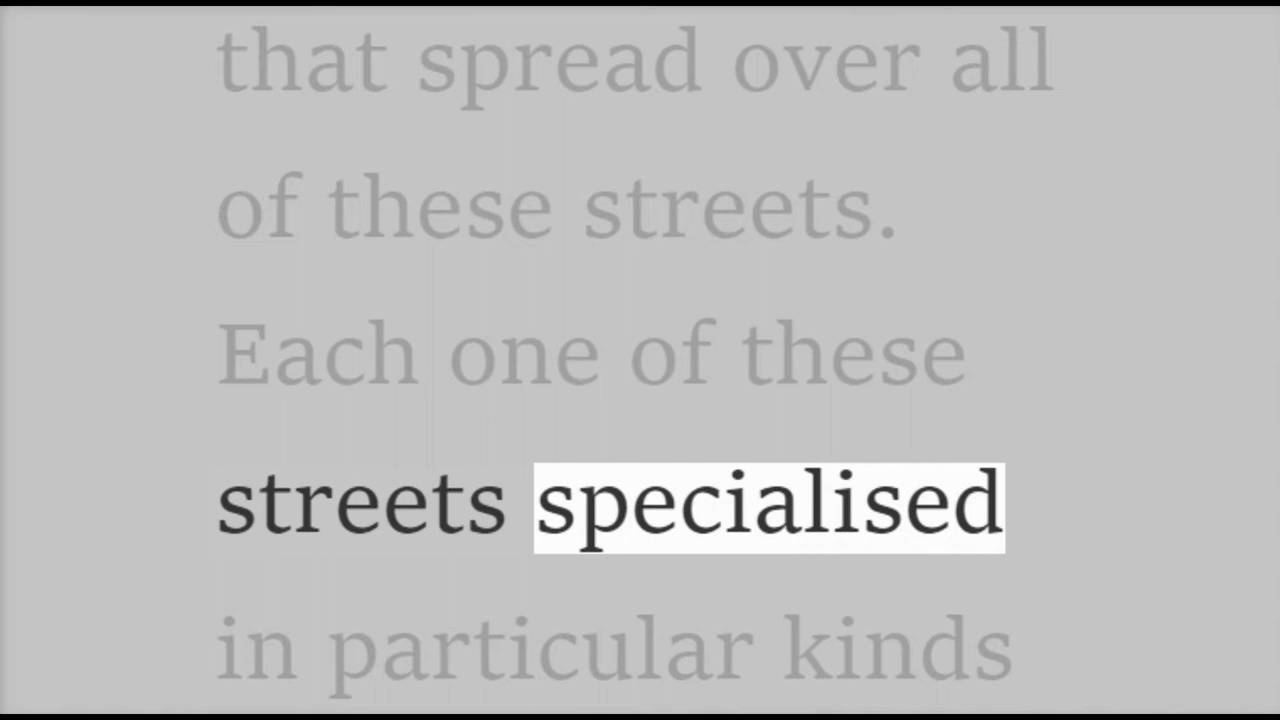 that spread over all
of these streets.
Each one of these
streets specialised
in particular kinds